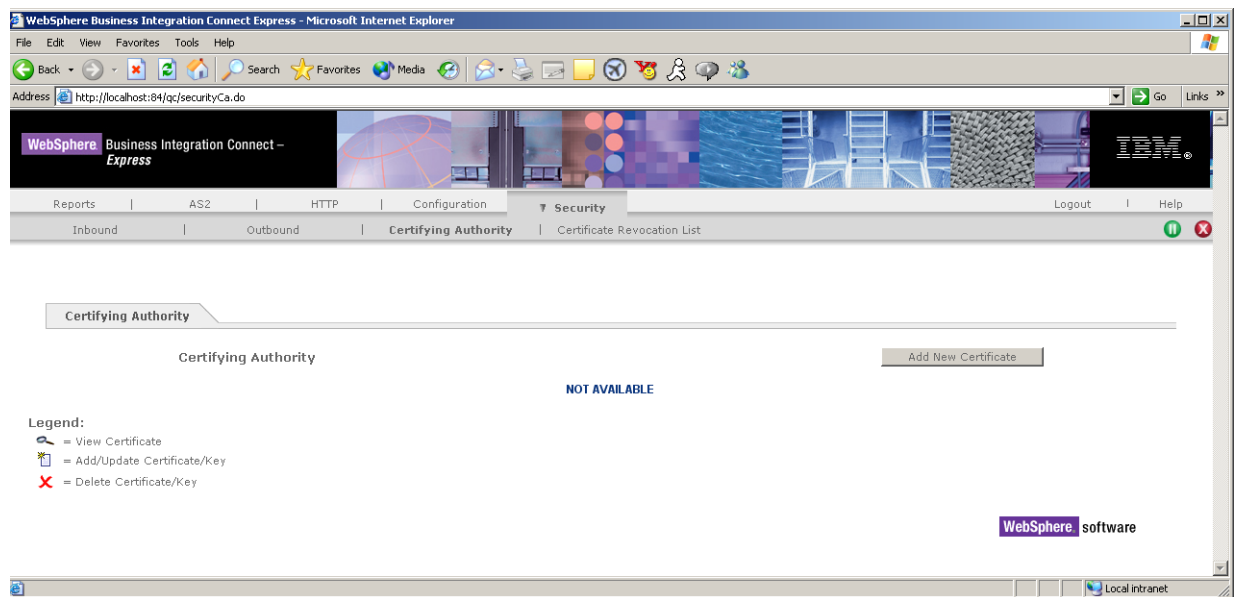 WebSphere Business Integration Connect Express - Microsoft Internet Explorer
File Edit View Favorites Tools Help
Back Search Favorites Media
Address http://localhost:84/qc/securityCa.do Go Links »
WebSphere. Business Integration Connect –
Express
IBM®
Reports | AS2 | HTTP | Configuration Security Logout | Help
Inbound | Outbound | Certifying Authority | Certificate Revocation List
Certifying Authority
Certifying Authority Add New Certificate
NOT AVAILABLE
Legend:
= View Certificate
= Add/Update Certificate/Key
= Delete Certificate/Key
WebSphere. software
Local intranet